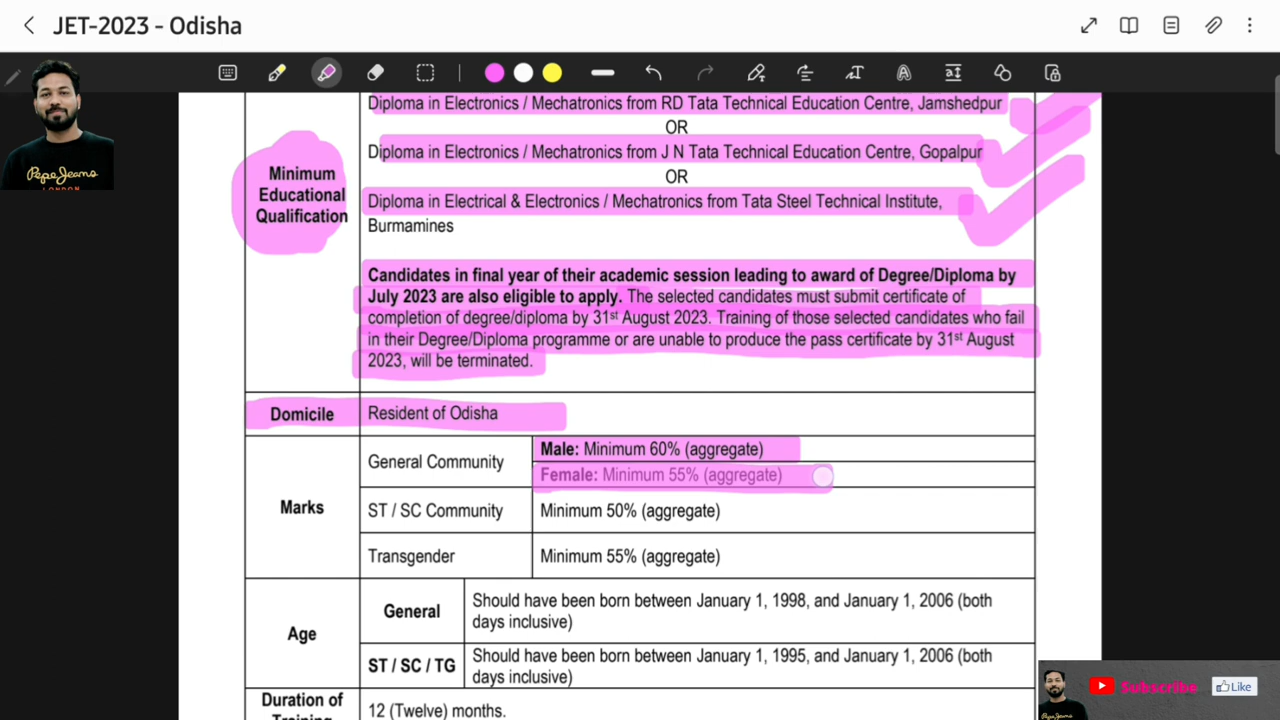 JET-2023 - Odisha
Pepe Jeans
LONDON
Diploma in Electronics / Mechatronics from RD Tata Technical Education Centre, Jamshedpur
OR
Diploma in Electronics / Mechatronics from J N Tata Technical Education Centre, Gopalpur
OR
Minimum
Educational
Qualification
Diploma in Electrical & Electronics / Mechatronics from Tata Steel Technical Institute,
Burmamines
Candidates in final year of their academic session leading to award of Degree/Diploma by
July 2023 are also eligible to apply. The selected candidates must submit certificate of
completion of degree/diploma by 31st August 2023. Training of those selected candidates who fail
in their Degree/Diploma programme or are unable to produce the pass certificate by 31st August
2023, will be terminated.
Domicile
Resident of Odisha
Marks
General Community
Male: Minimum 60% (aggregate)
Female: Minimum 55% (aggregate)
ST / SC Community
Minimum 50% (aggregate)
Transgender
Minimum 55% (aggregate)
Age
General
Should have been born between January 1, 1998, and January 1, 2006 (both
days inclusive)
ST / SC / TG
Should have been born between January 1, 1995, and January 1, 2006 (both
days inclusive)
Duration of
Training
12 (Twelve) months.
Subscribe
Like